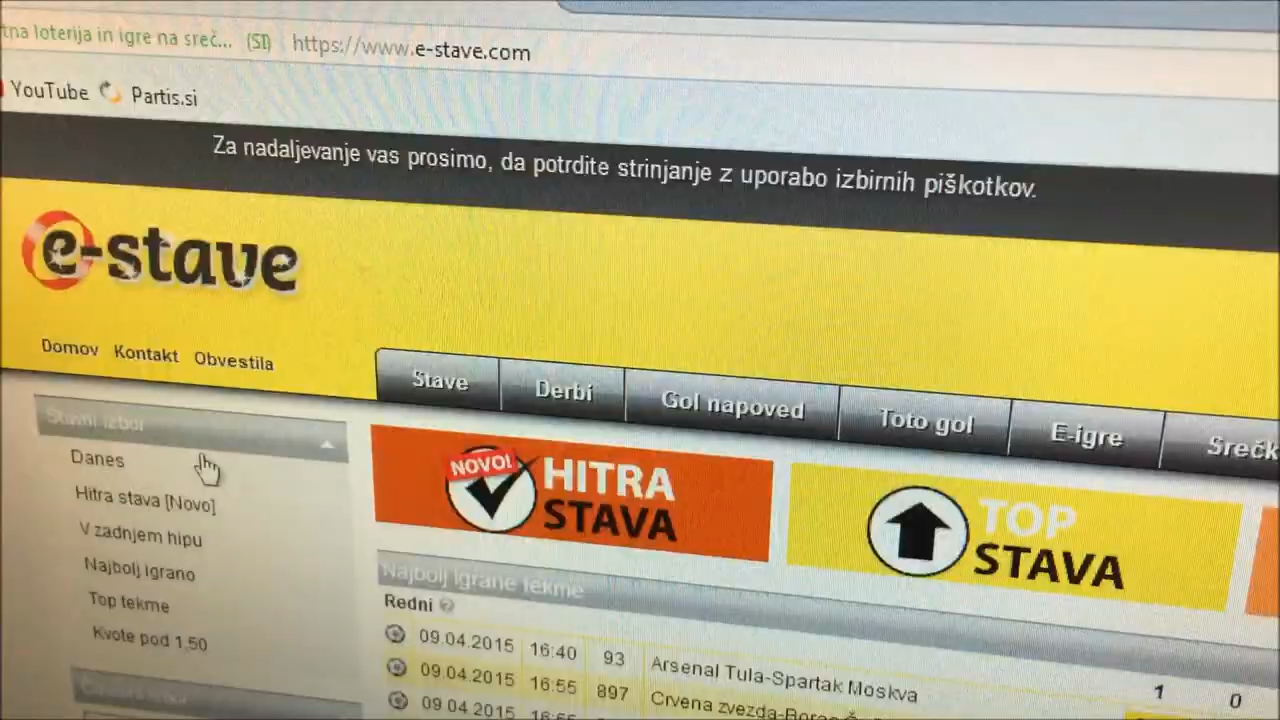 tna loterija in igre na sreč... (SI) https://www.e-stave.com
YouTube Partis.si
Za nadaljevanje vas prosimo, da potrdite strinjanje z uporabo izbirnih piškotkov.
e-stave
Domov Kontakt Obvestila
Stave Derbi Gol napoved Toto gol E-igre Srečk
Stavni izbor
Danes
Hitra stava [Novo]
V zadnjem hipu
Najbolj igrano
Top tekme
Kvote pod 1,50
NOVO! HITRA
STAVA
TOP
STAVA
Najbolj igrane tekme
Redni
1 0
09.04.2015 16:40 93 Arsenal Tula-Spartak Moskva
09.04.2015 16:55 897 Crvena zvezda-Borac
09.04.2015